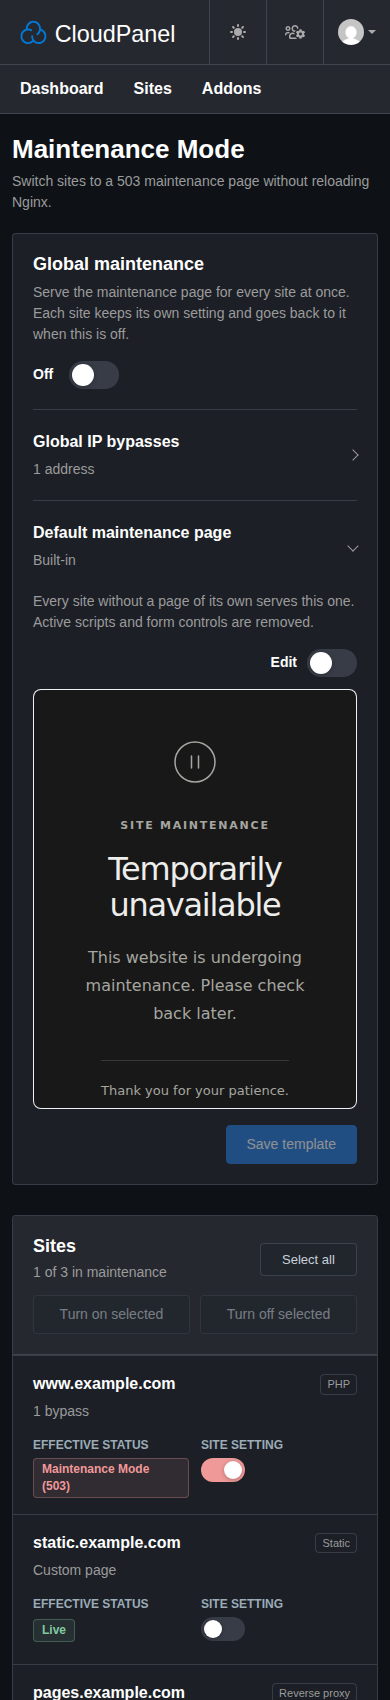 CloudPanel
Dashboard Sites Addons
Maintenance Mode
Switch sites to a 503 maintenance page without reloading
Nginx.
Global maintenance
Serve the maintenance page for every site at once.
Each site keeps its own setting and goes back to it
when this is off.
Off
Global IP bypasses
1 address
Default maintenance page
Built-in
Every site without a page of its own serves this one.
Active scripts and form controls are removed.
Edit
SITE MAINTENANCE
Temporarily
unavailable
This website is undergoing
maintenance. Please check
back later.
Thank you for your patience.
Save template
Sites
1 of 3 in maintenance
Select all
Turn on selected Turn off selected
www.example.com PHP
1 bypass
EFFECTIVE STATUS SITE SETTING
Maintenance Mode
(503)
static.example.com Static
Custom page
EFFECTIVE STATUS SITE SETTING
Live
pages.example.com Reverse proxy